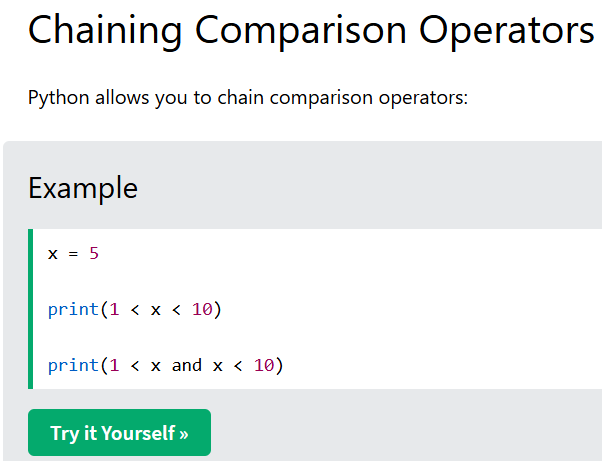 Chaining Comparison Operators
Python allows you to chain comparison operators:
Example
x = 5
print(1 < x < 10)
print(1 < x and x < 10)
Try it Yourself »